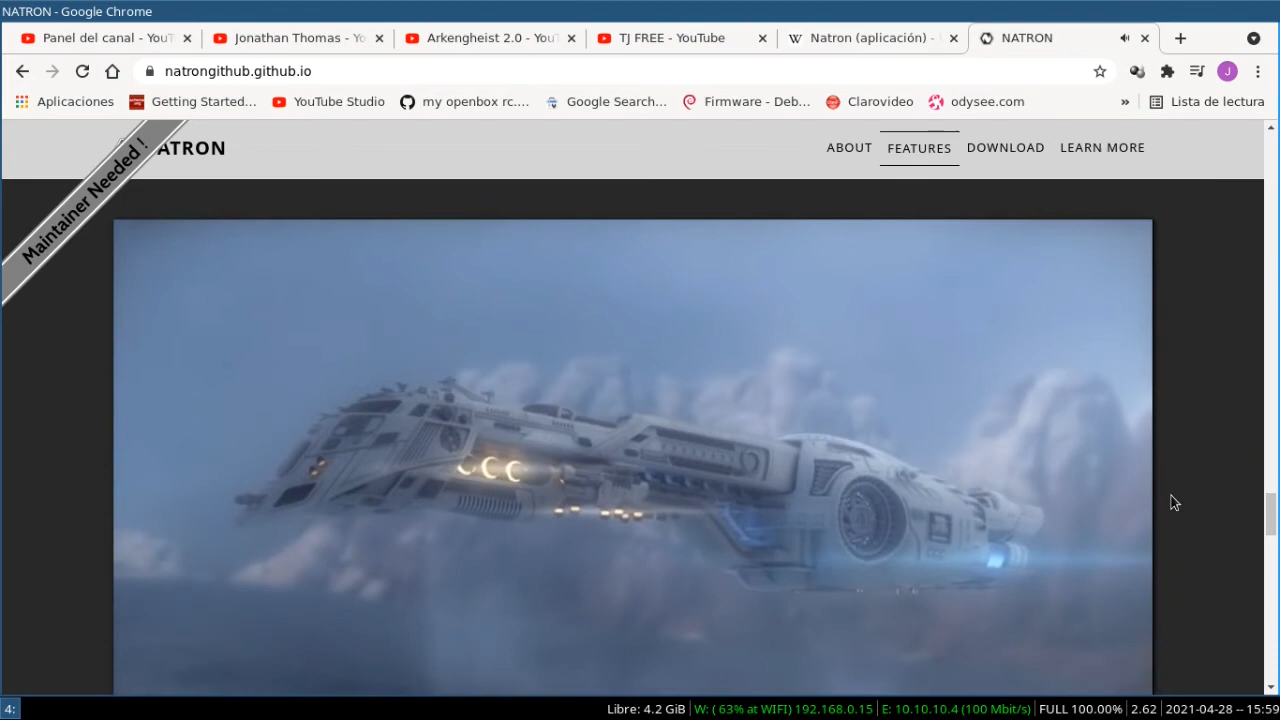 NATRON - Google Chrome
Panel del canal - YouT
Jonathan Thomas - Yo
Arkengheist 2.0 - You
TJ FREE - YouTube
Natron (aplicación) -
NATRON
natrongithub.github.io
J
Aplicaciones
Getting Started...
YouTube Studio
my openbox rc....
Google Search...
Firmware - Deb...
Clarovideo
odysee.com
»
Lista de lectura
Maintainer Needed !
ATRON
ABOUT
FEATURES
DOWNLOAD
LEARN MORE
4:
Libre: 4.2 GiB W: ( 63% at WIFI) 192.168.0.15 E: 10.10.10.4 (100 Mbit/s) FULL 100.00% 2.62 2021-04-28 -- 15:59